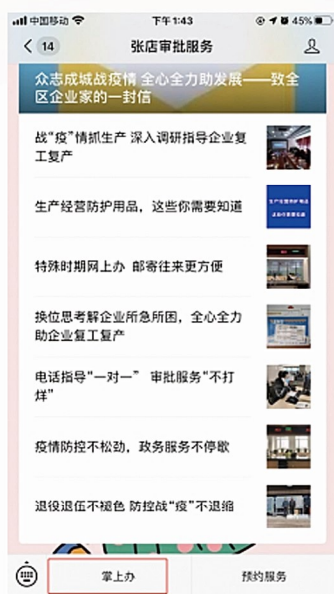 中国移动
下午1:43
45%
14
张店审批服务
众志成城战疫情 全心全力助发展——致全
区企业家的一封信
战“疫”情抓生产 深入调研指导企业复
工复产
生产经营防护用品，这些你需要知道
特殊时期网上办 邮寄往来更方便
换位思考解企业所急所困，全心全力
助企业复工复产
电话指导“一对一” 审批服务“不打
烊”
疫情防控不松劲，政务服务不停歇
退役退伍不褪色 防控战“疫”不退缩
掌上办
预约服务